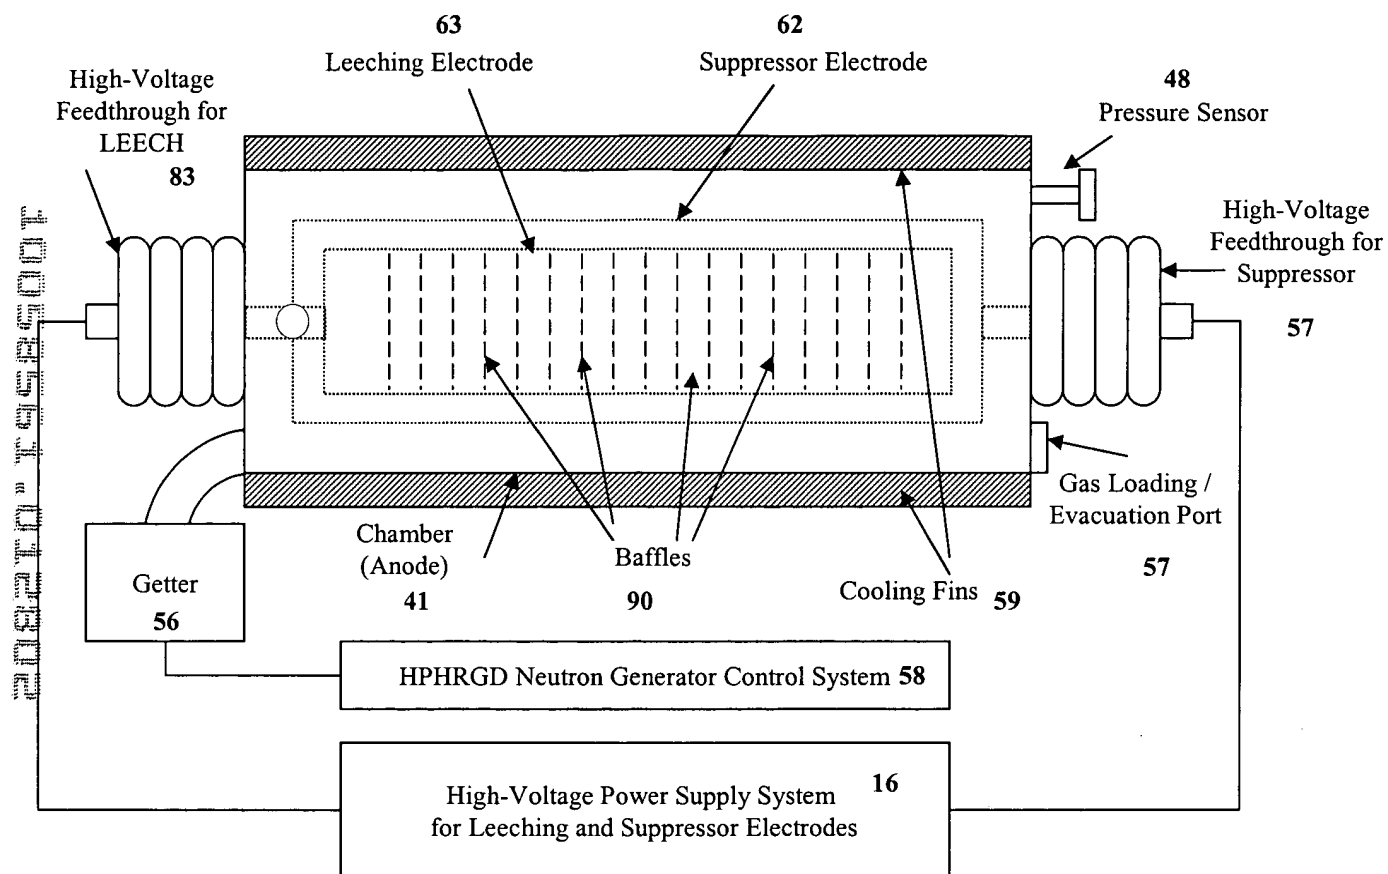 63
Leeching Electrode
62
Suppressor Electrode
48
Pressure Sensor
High-Voltage
Feedthrough for
LEECH
83
High-Voltage
Feedthrough for
Suppressor
57
Gas Loading /
Evacuation Port
57
Chamber
(Anode)
41
Baffles
90
Cooling Fins 59
Getter
56
HPHRGD Neutron Generator Control System 58
16
High-Voltage Power Supply System
for Leeching and Suppressor Electrodes
10058561.012802